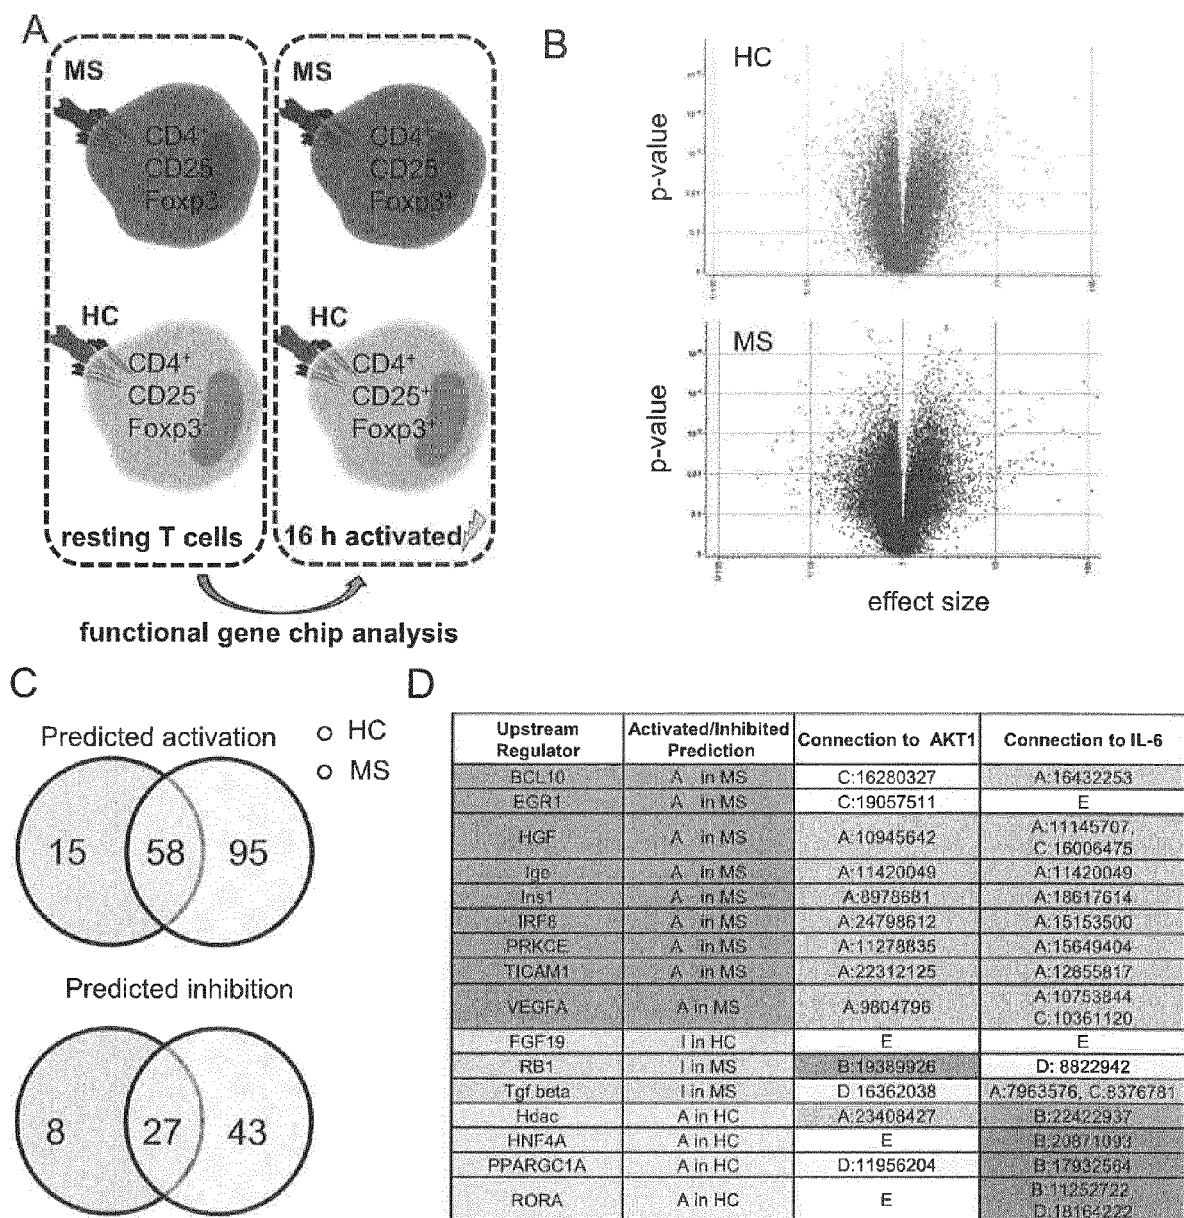 A
MS
CD4+
CD25
Foxp3
MS
CD4+
CD25
Foxp3+
HC
CD4+
CD25-
Foxp3
HC
CD4+
CD25+
Foxp3+
resting T cells
16 h activated
functional gene chip analysis
B
HC
p-value
MS
p-value
effect size
C
Predicted activation
HC
MS
15 58 95
Predicted inhibition
8 27 43
D
Upstream Regulator Activated/Inhibited Prediction Connection to AKT1 Connection to IL-6
BCL10 A in MS C:16280327 A:16432253
EGR1 A in MS C:19057511 E
HGF A in MS A:10945642 A:11145707, C:16006475
Ige A in MS A:11420049 A:11420049
Ins1 A in MS A:8978681 A:18617614
IRF8 A in MS A:24798612 A:15153500
PRKCE A in MS A:11278835 A:15649404
TICAM1 A in MS A:22312125 A:12855817
VEGFA A in MS A:9804796 A:10753844 C:10361120
FGF19 I in HC E E
RB1 I in MS B:19389926 D: 8822942
Tgf beta I in MS D:16362038 A:7963576, C:8376781
Hdac A in HC A:23408427 B:22422937
HNF4A A in HC E B:20871093
PPARGC1A A in HC D:11956204 B:17932564
RORA A in HC E B:11252722 D:18164222